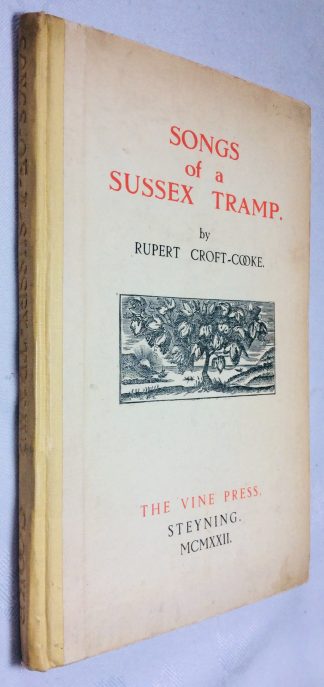 SONGS
of a
SUSSEX TRAMP.
by
RUPERT CROFT-COOKE.
THE VINE PRESS.
STEYNING.
MCMXXII.